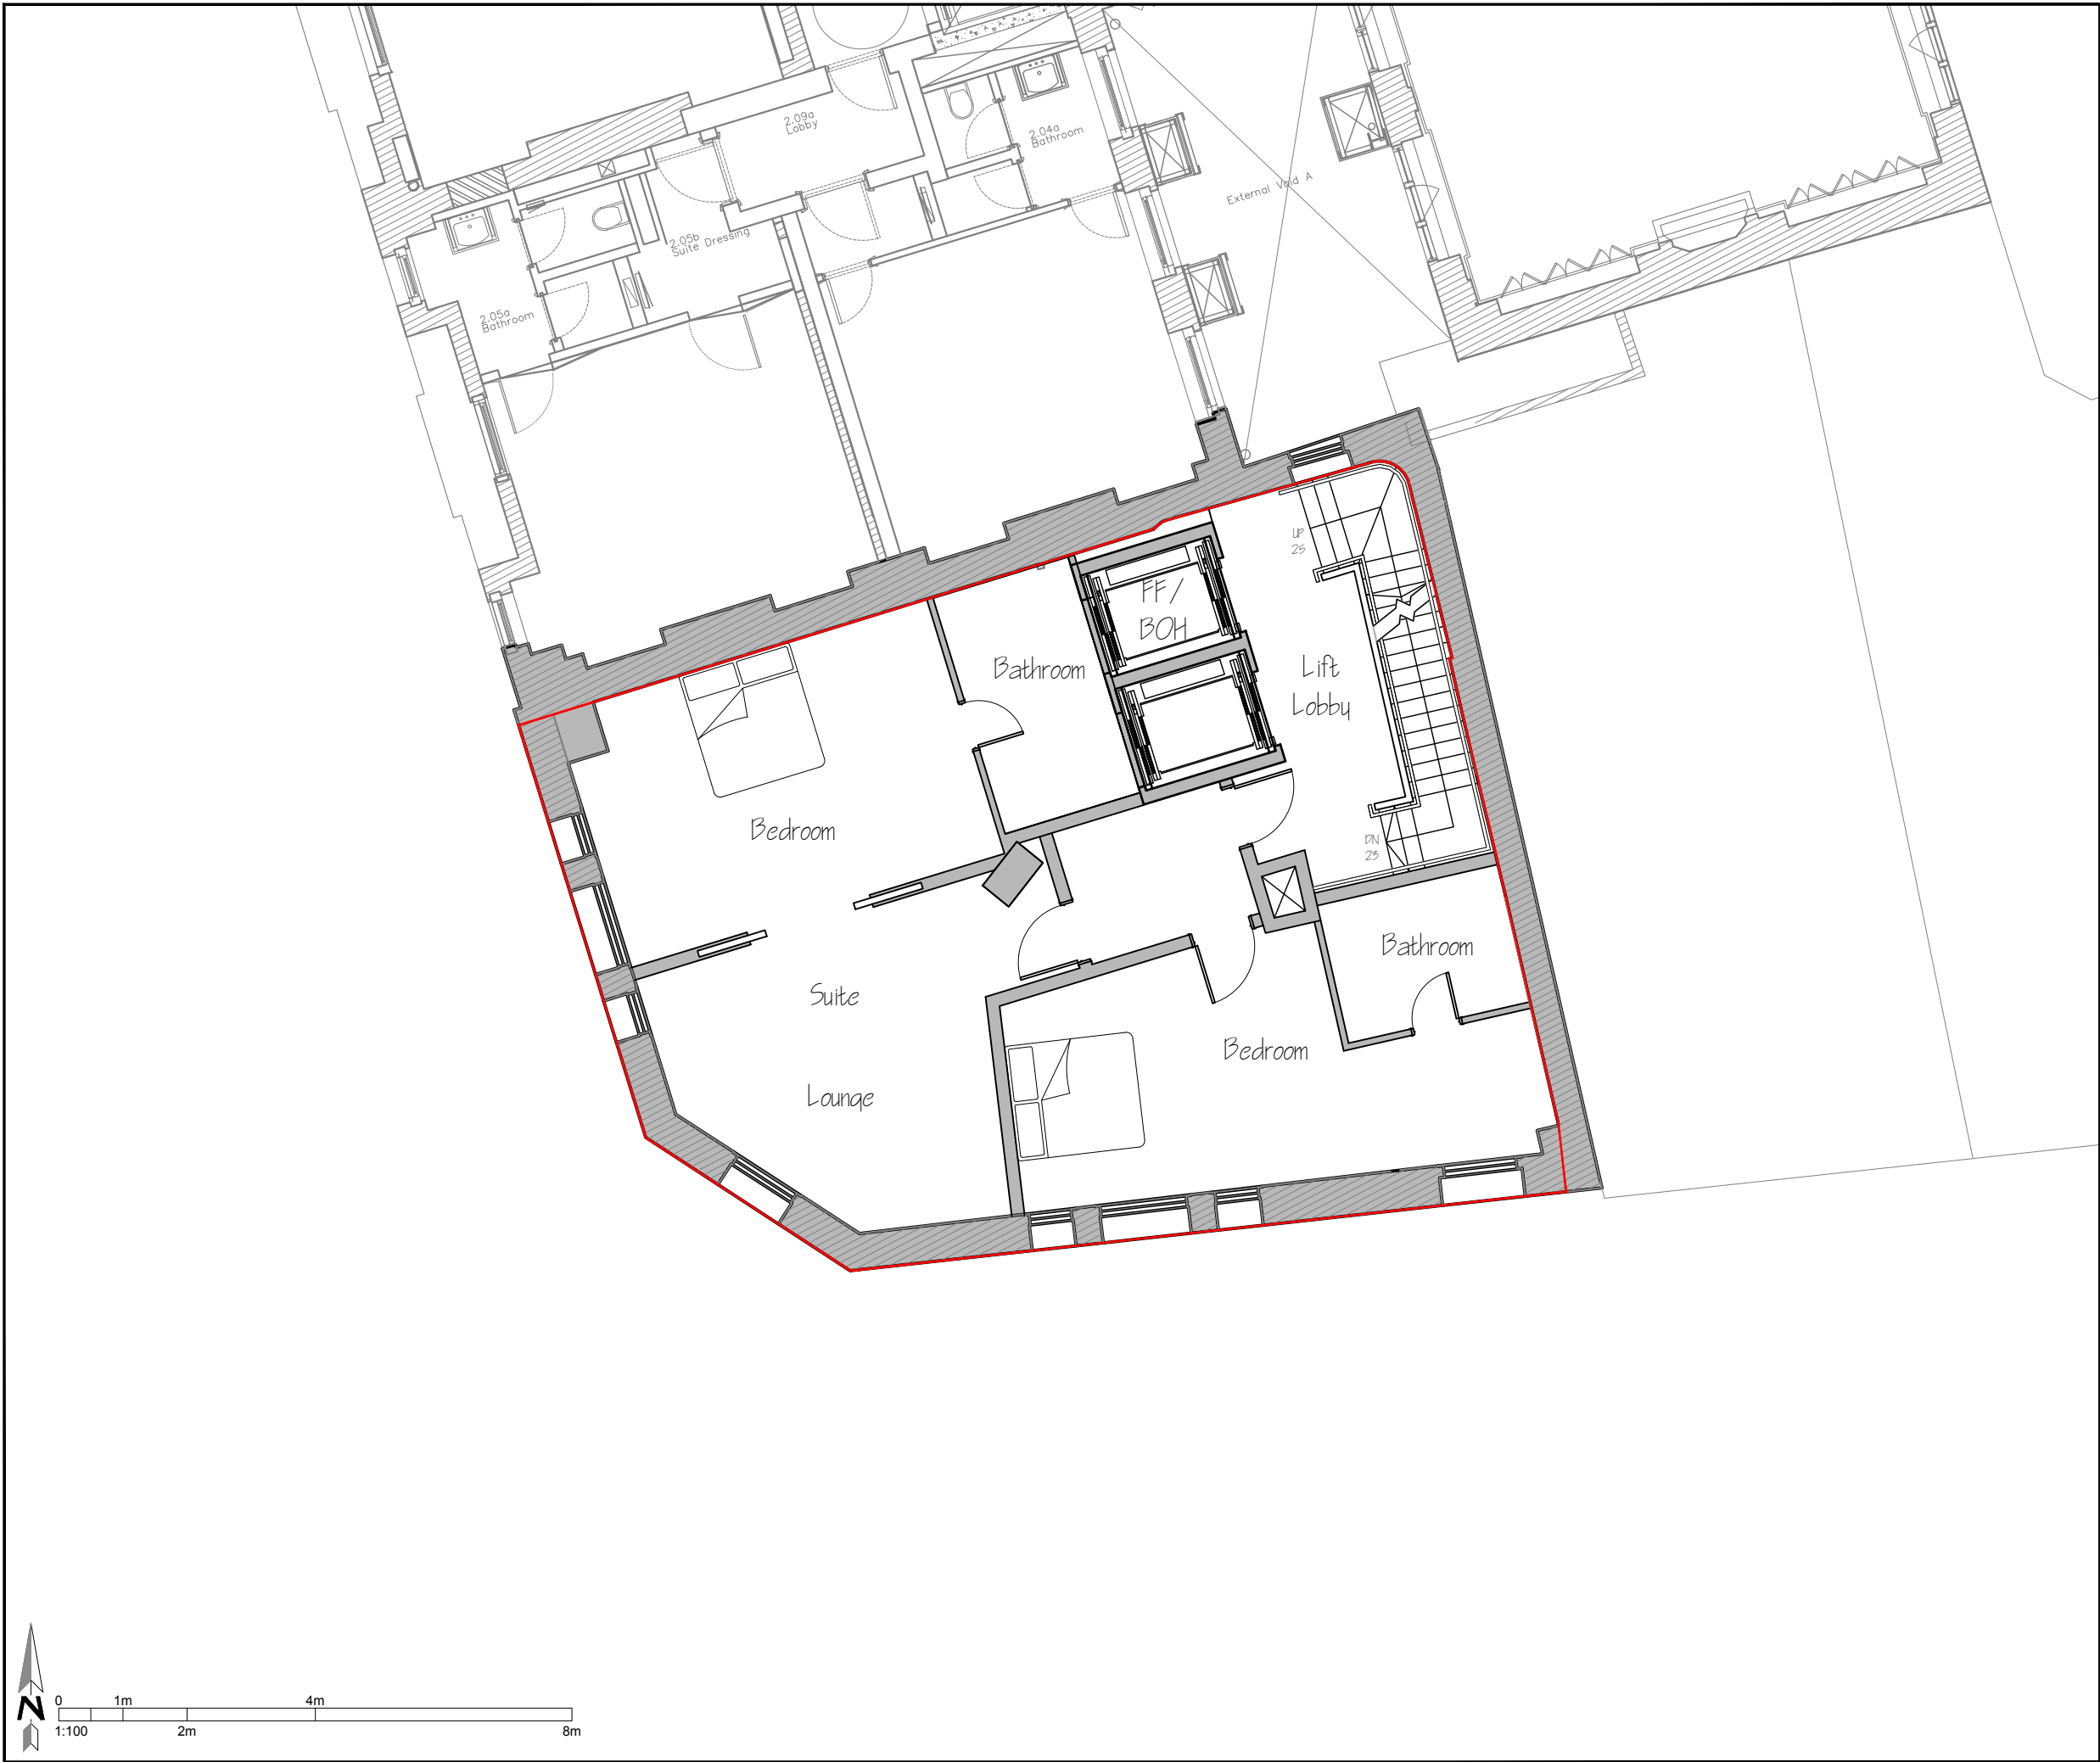 2.09a
Lobby
2.04a
Bathroom
External Void A
2.05b
Suite Dressing
2.05a
Bathroom
UP
25
FF/
BOH
Bathroom
Lift
Lobby
Bedroom
DN
23
Bathroom
Suite
Bedroom
Lounge
N
0
1m
4m
1:100
2m
8m